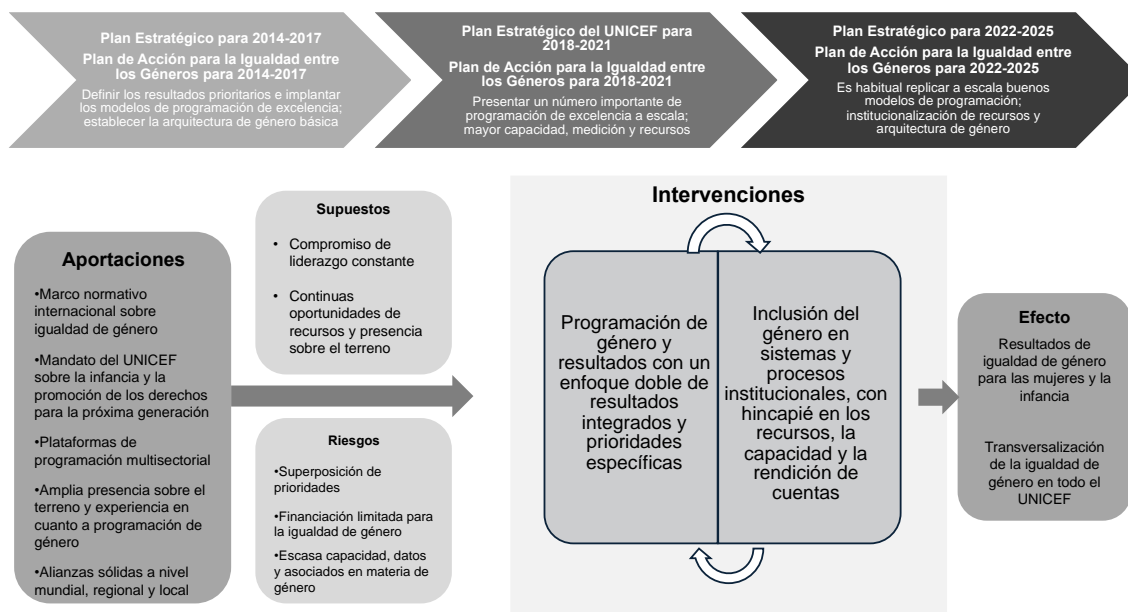 Plan Estratégico para 2014-2017
Plan de Acción para la Igualdad entre
los Géneros para 2014-2017
Definir los resultados prioritarios e implantar
los modelos de programación de excelencia;
establecer la arquitectura de género básica
Plan Estratégico del UNICEF para
2018-2021
Plan de Acción para la Igualdad entre
los Géneros para 2018-2021
Presentar un número importante de
programación de excelencia a escala;
mayor capacidad, medición y recursos
Plan Estratégico para 2022-2025
Plan de Acción para la Igualdad entre
los Géneros para 2022-2025
Es habitual replicar a escala buenos
modelos de programación;
institucionalización de recursos y
arquitectura de género
Aportaciones
•Marco normativo
internacional sobre
igualdad de género
•Mandato del UNICEF
sobre la infancia y la
promoción de los derechos
para la próxima generación
•Plataformas de
programación multisectorial
•Amplia presencia sobre el
terreno y experiencia en
cuanto a programación de
género
•Alianzas sólidas a nivel
mundial, regional y local
Supuestos
• Compromiso de
liderazgo constante
• Continuas
oportunidades de
recursos y presencia
sobre el terreno
Riesgos
•Superposición de
prioridades
•Financiación limitada para
la igualdad de género
•Escasa capacidad, datos
y asociados en materia de
género
Intervenciones
Programación de
género y
resultados con un
enfoque doble de
resultados
integrados y
prioridades
específicas
Inclusión del
género en
sistemas y
procesos
institucionales, con
hincapié en los
recursos, la
capacidad y la
rendición de
cuentas
Efecto
Resultados de
igualdad de género
para las mujeres y la
infancia
Transversalización
de la igualdad de
género en todo el
UNICEF